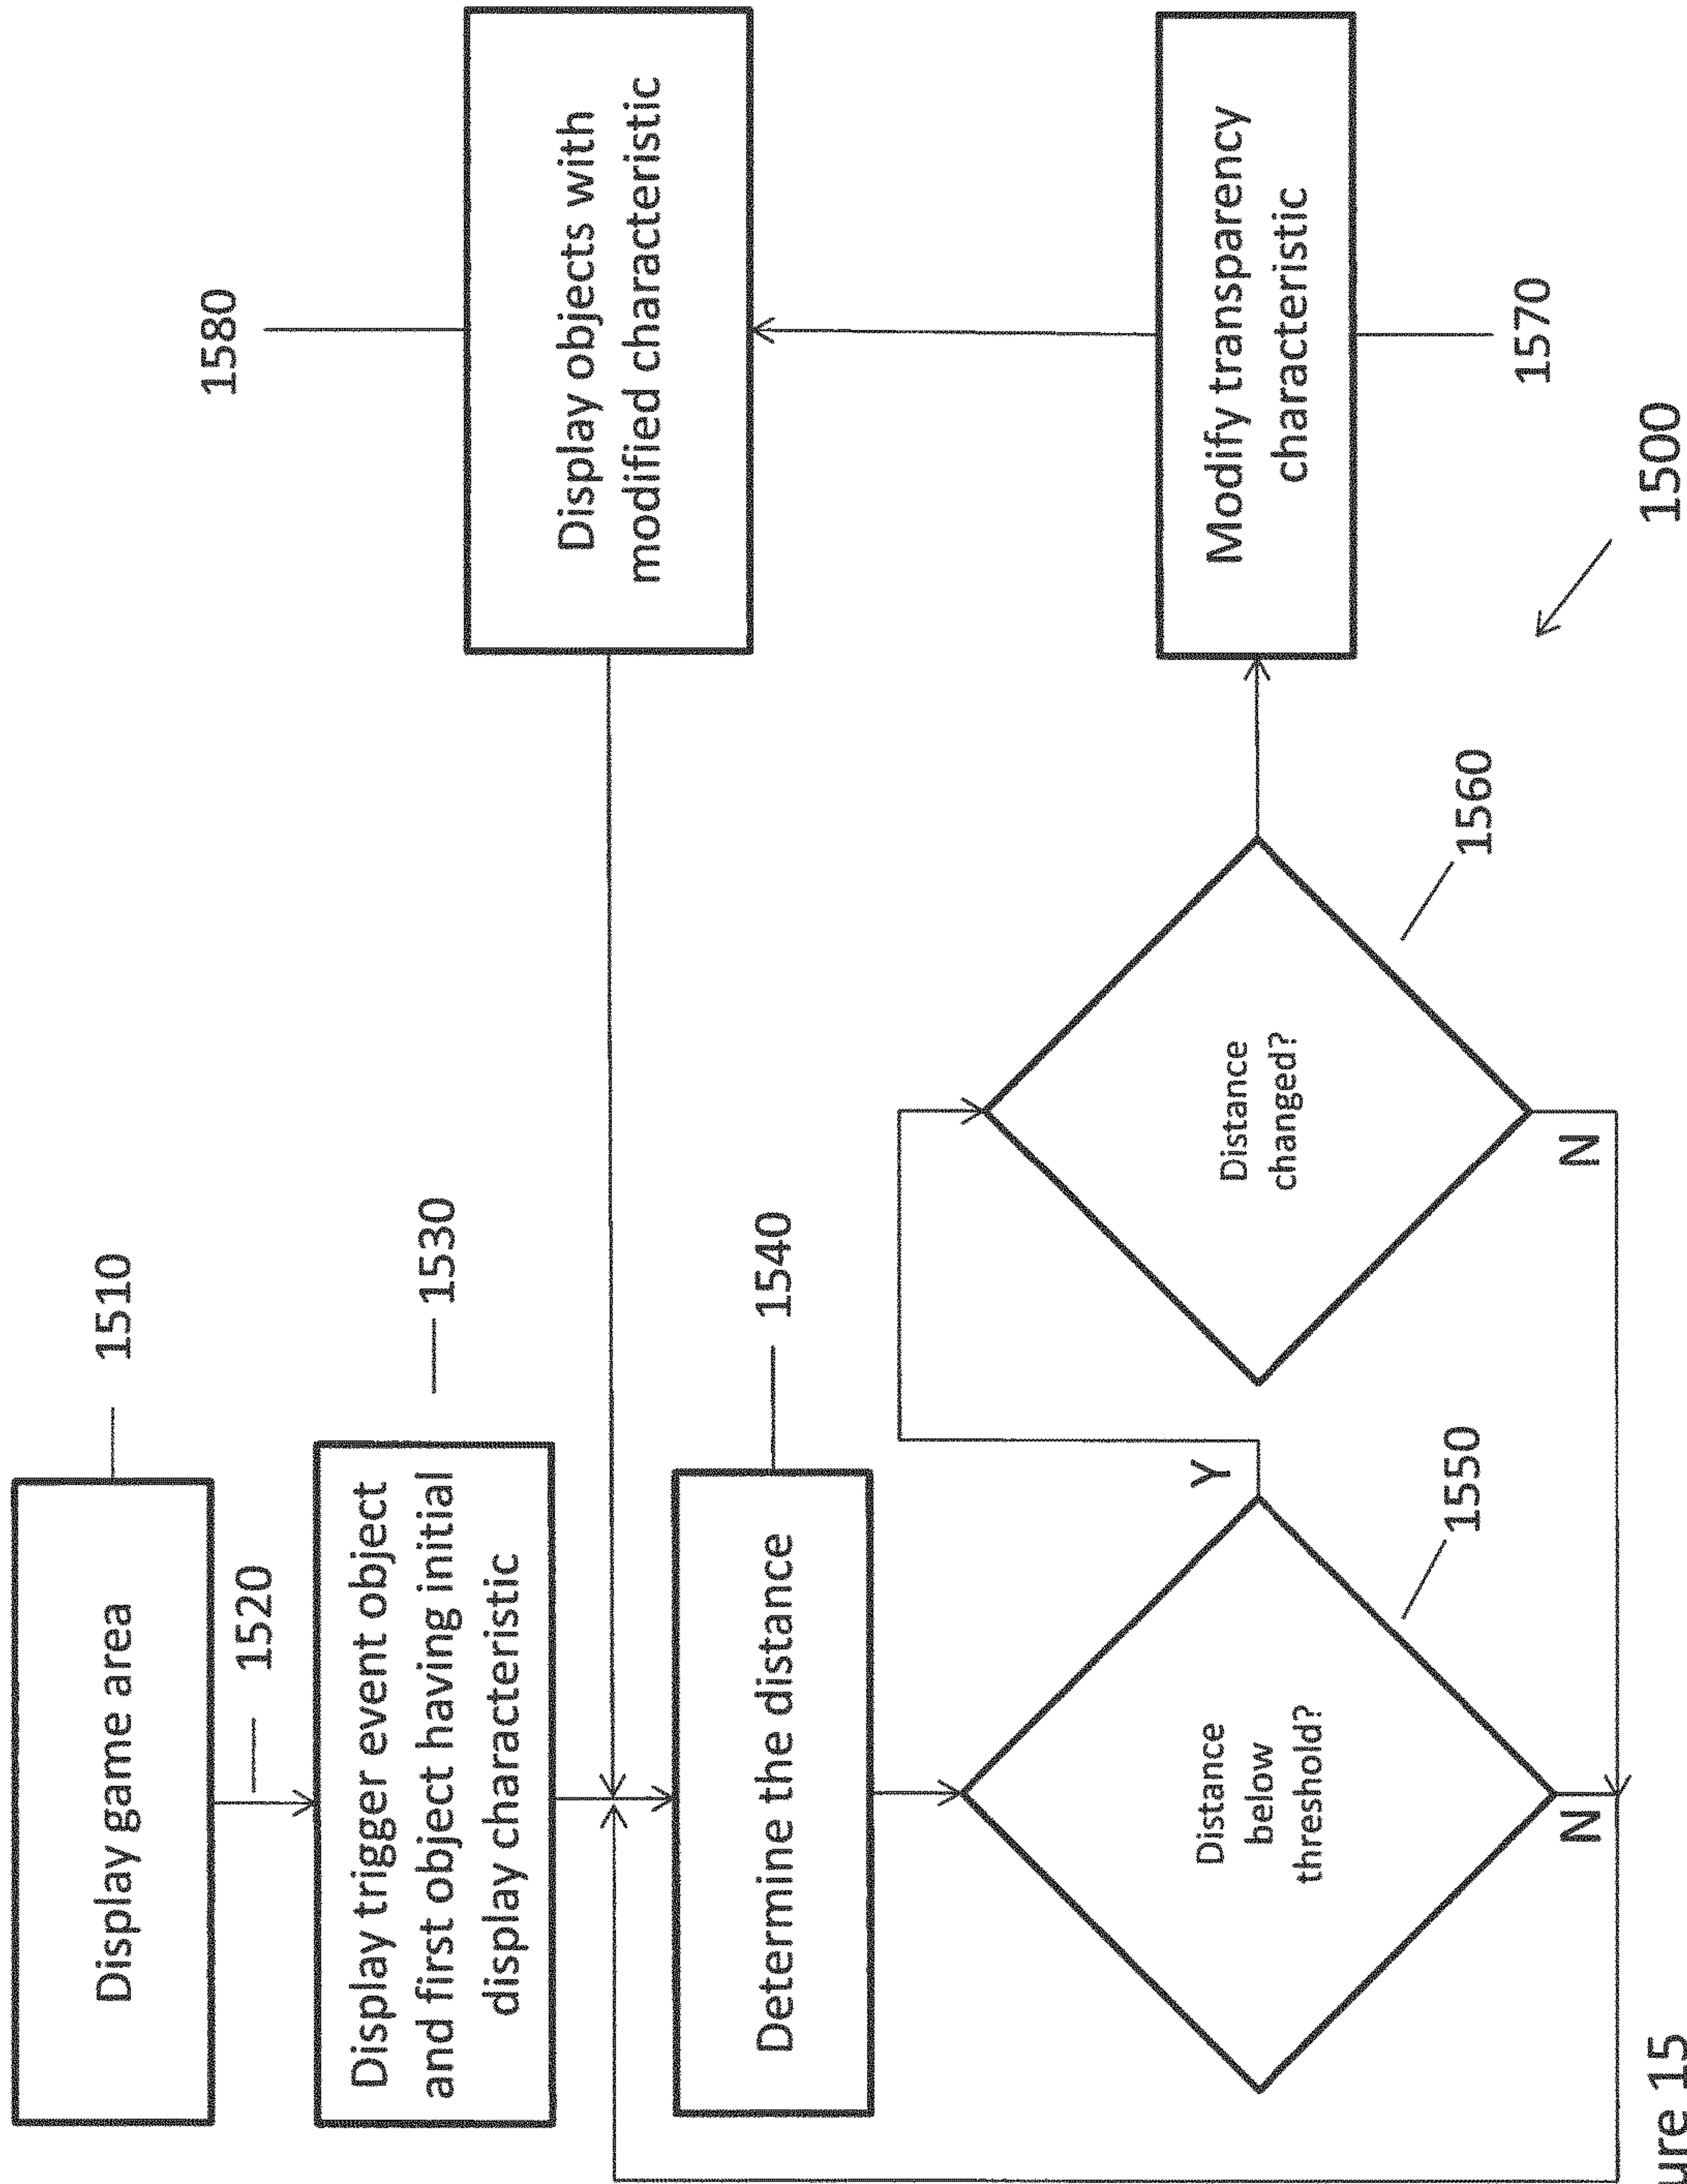 Display game area
1510
1520
Display trigger event object
and first object having initial
display characteristic
1530
Determine the distance
1540
Distance
below
threshold?
Y
N
1550
Distance
changed?
N
1560
Modify transparency
characteristic
1570
Display objects with
modified characteristic
1580
1500
ure 15